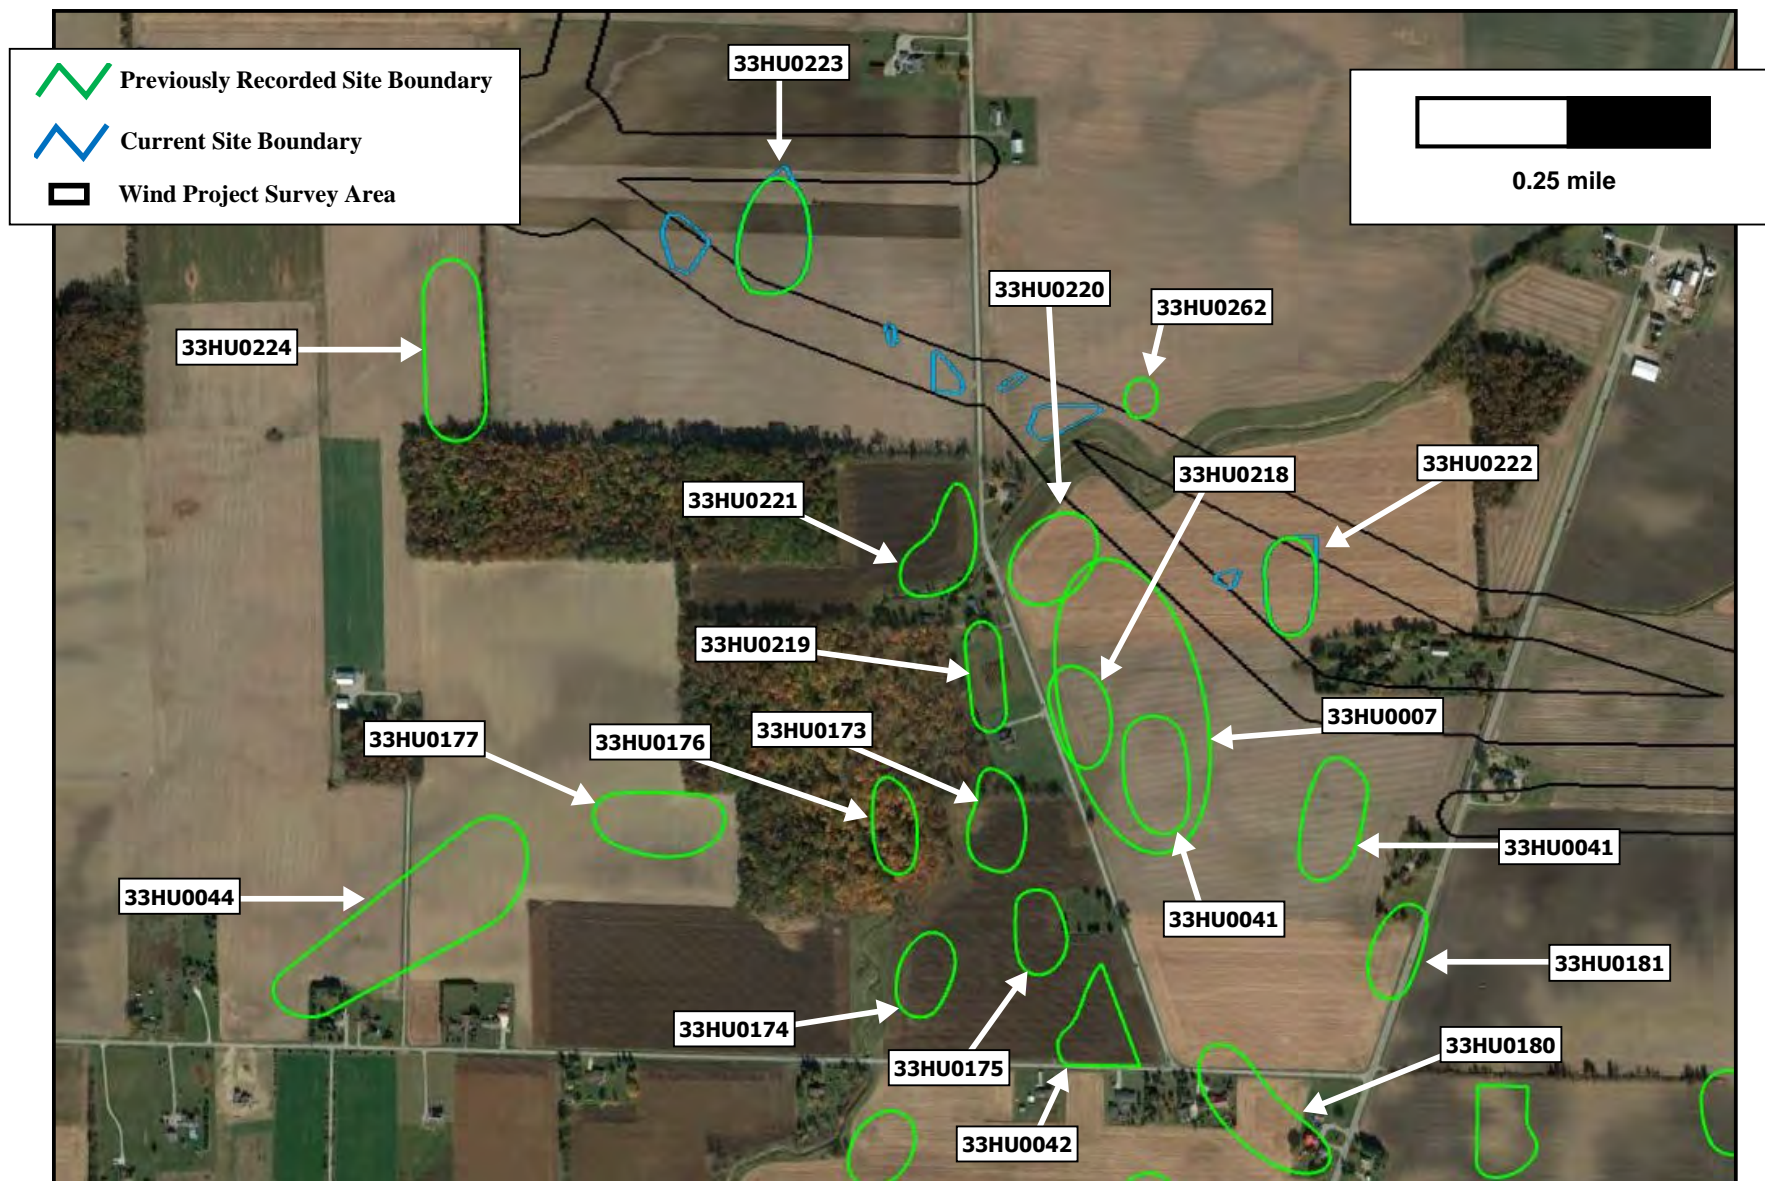 Previously Recorded Site Boundary
Current Site Boundary
Wind Project Survey Area
0.25 mile
33HU0223
33HU0220
33HU0262
33HU0224
33HU0218
33HU0222
33HU0221
33HU0219
33HU0007
33HU0177
33HU0176
33HU0173
33HU0041
33HU0044
33HU0041
33HU0181
33HU0174
33HU0175
33HU0180
33HU0042